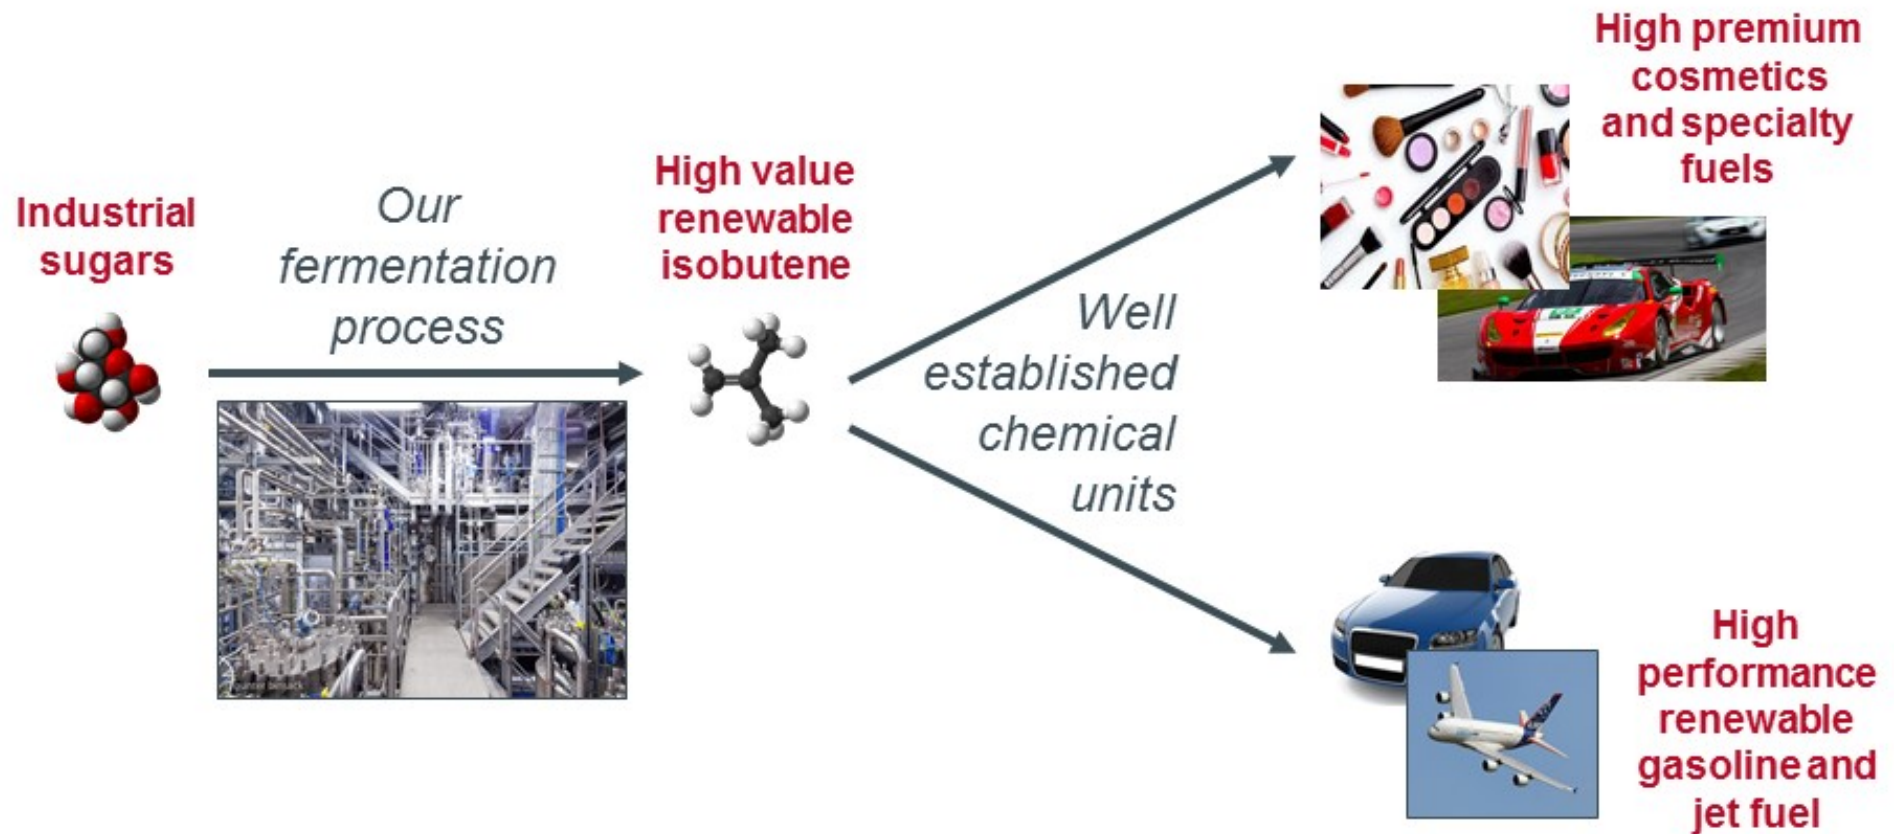 Industrial
sugars
Our
fermentation
process
High value
renewable
isobutene
Well
established
chemical
units
High premium
cosmetics
and specialty
fuels
High
performance
renewable
gasoline and
jet fuel